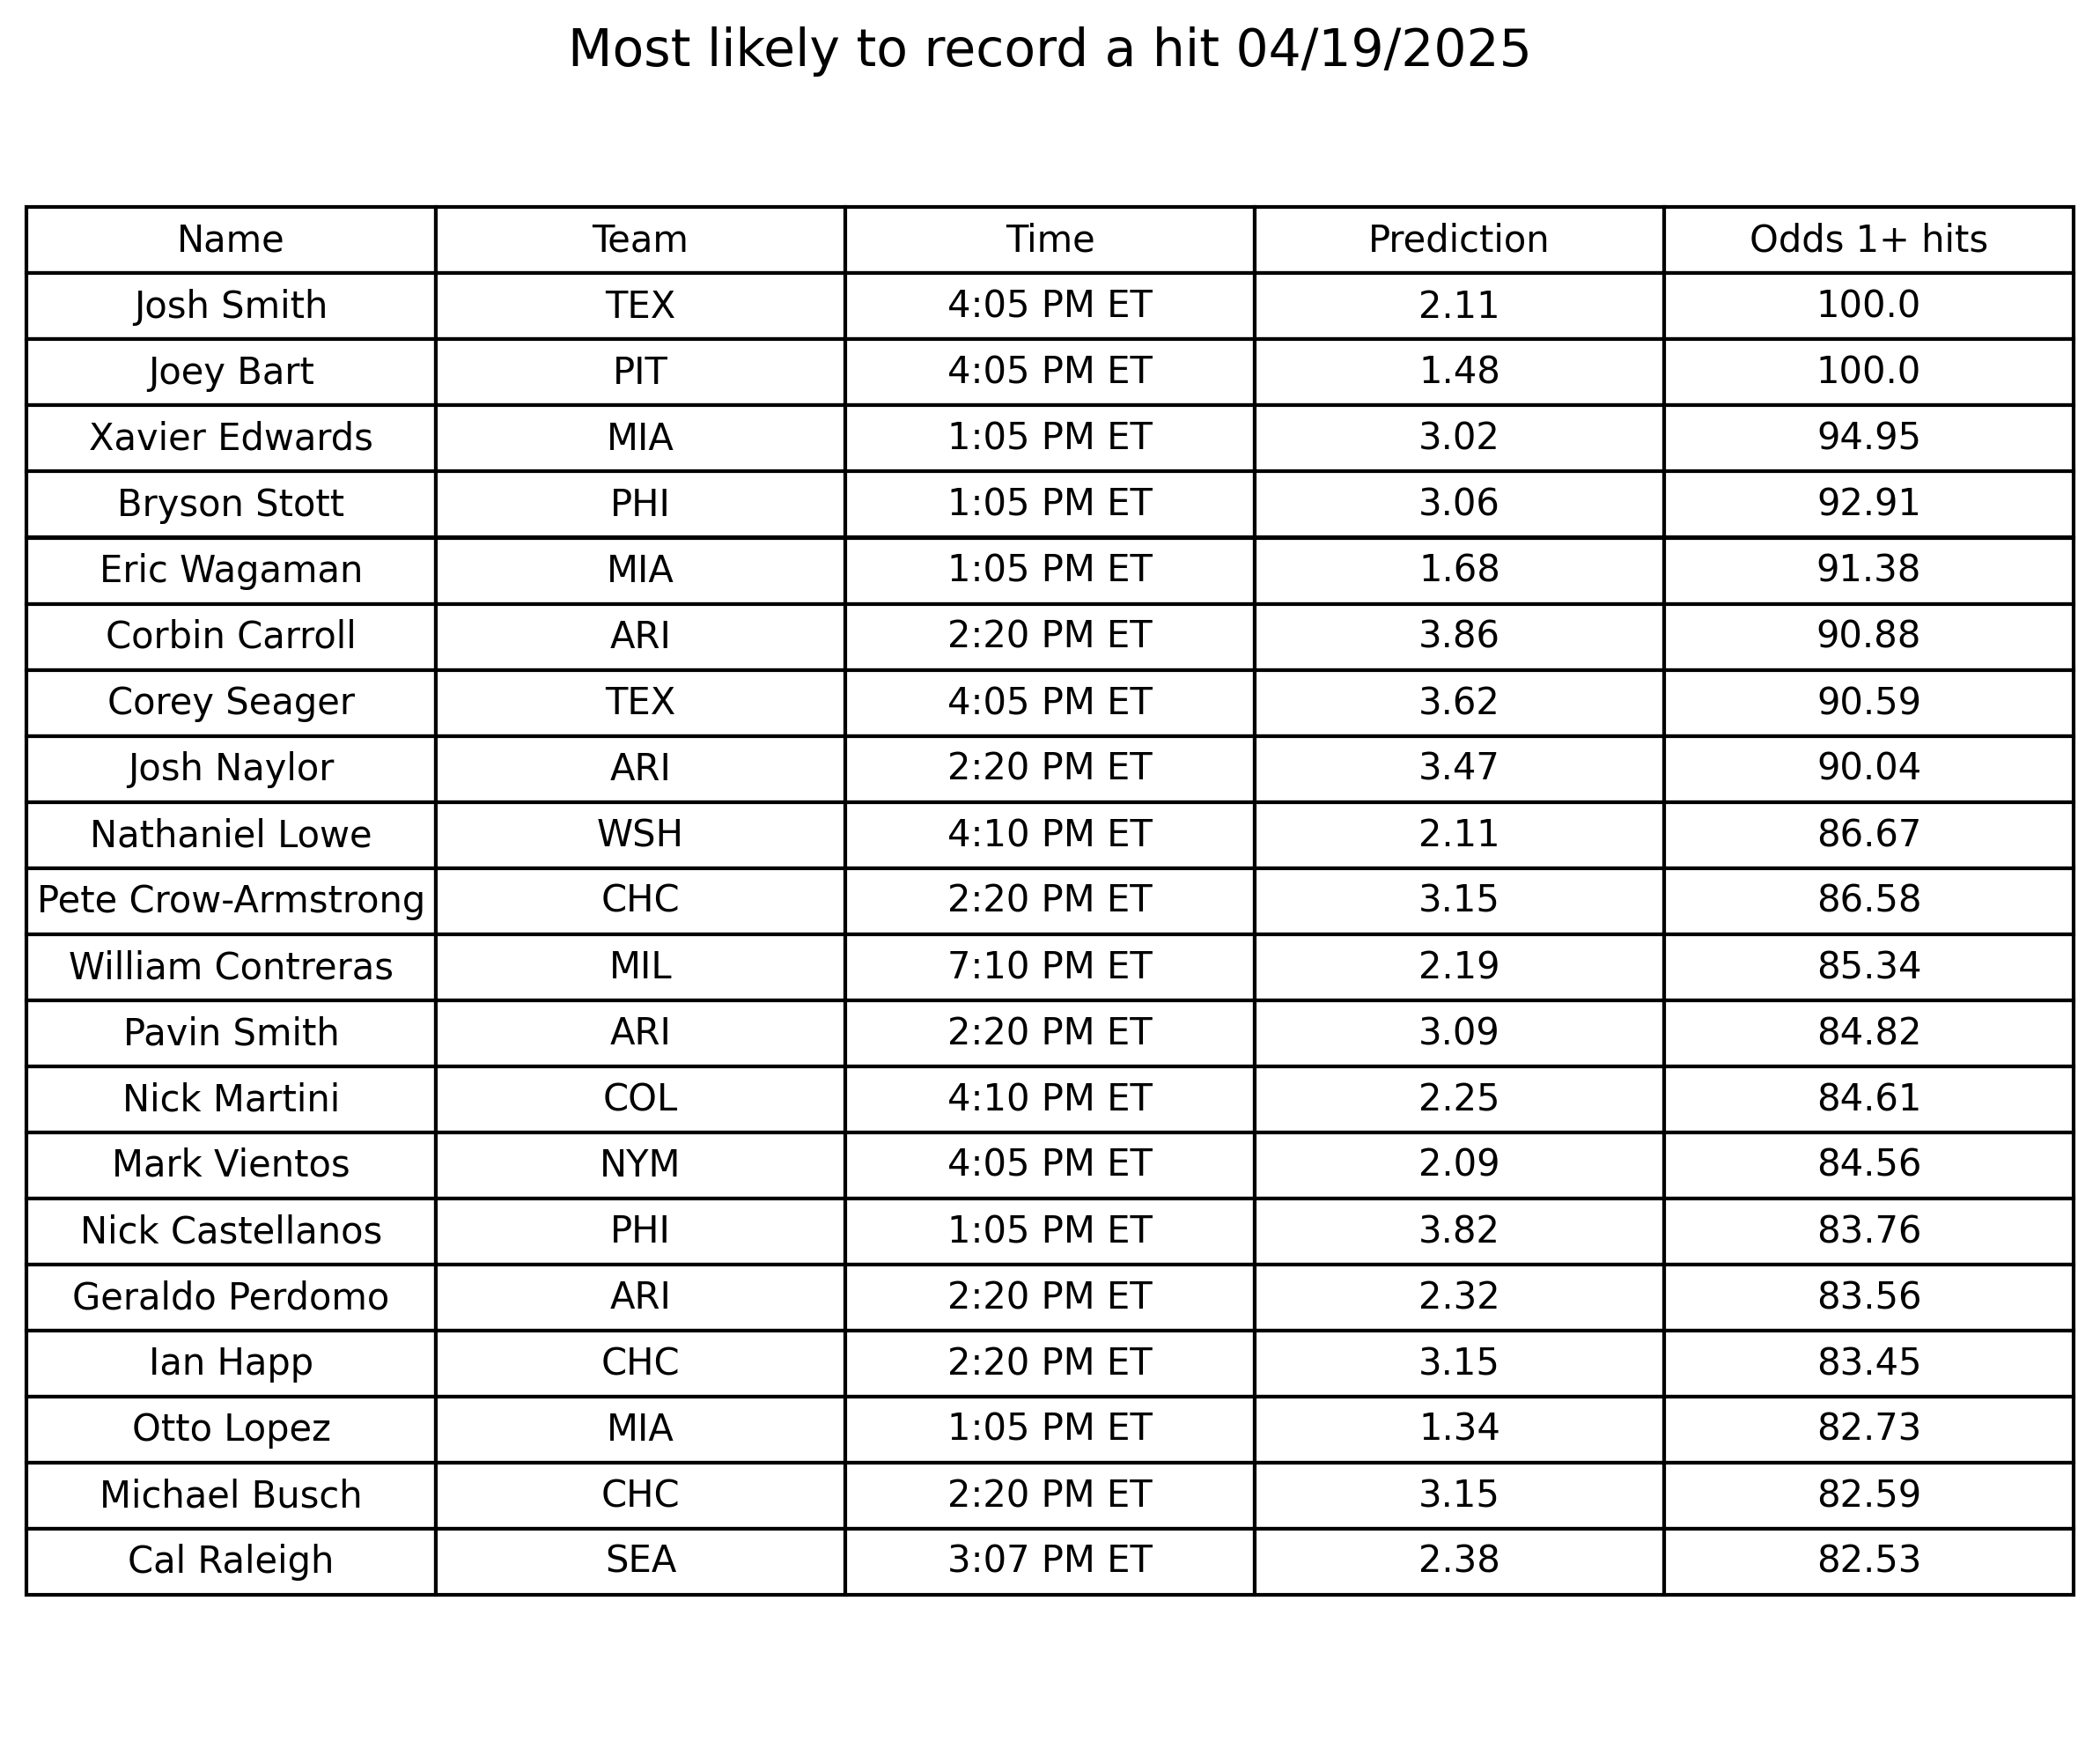 Most likely to record a hit 04/19/2025
Name Team Time Prediction Odds 1+ hits
Josh Smith TEX 4:05 PM ET 2.11 100.0
Joey Bart PIT 4:05 PM ET 1.48 100.0
Xavier Edwards MIA 1:05 PM ET 3.02 94.95
Bryson Stott PHI 1:05 PM ET 3.06 92.91
Eric Wagaman MIA 1:05 PM ET 1.68 91.38
Corbin Carroll ARI 2:20 PM ET 3.86 90.88
Corey Seager TEX 4:05 PM ET 3.62 90.59
Josh Naylor ARI 2:20 PM ET 3.47 90.04
Nathaniel Lowe WSH 4:10 PM ET 2.11 86.67
Pete Crow-Armstrong CHC 2:20 PM ET 3.15 86.58
William Contreras MIL 7:10 PM ET 2.19 85.34
Pavin Smith ARI 2:20 PM ET 3.09 84.82
Nick Martini COL 4:10 PM ET 2.25 84.61
Mark Vientos NYM 4:05 PM ET 2.09 84.56
Nick Castellanos PHI 1:05 PM ET 3.82 83.76
Geraldo Perdomo ARI 2:20 PM ET 2.32 83.56
Ian Happ CHC 2:20 PM ET 3.15 83.45
Otto Lopez MIA 1:05 PM ET 1.34 82.73
Michael Busch CHC 2:20 PM ET 3.15 82.59
Cal Raleigh SEA 3:07 PM ET 2.38 82.53